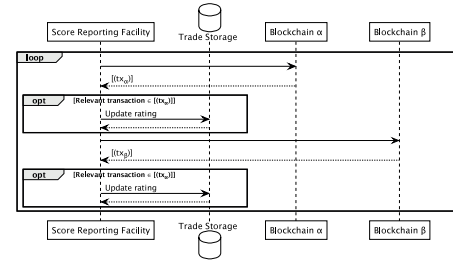 Score Reporting Facility
Trade Storage
Blockchain α
Blockchain β
loop
[(txα)]
opt
[Relevant transaction ∈ [(txα)]]
Update rating
[(txβ)]
opt
[Relevant transaction ∈ [(txα)]]
Update rating
Score Reporting Facility
Trade Storage
Blockchain α
Blockchain β